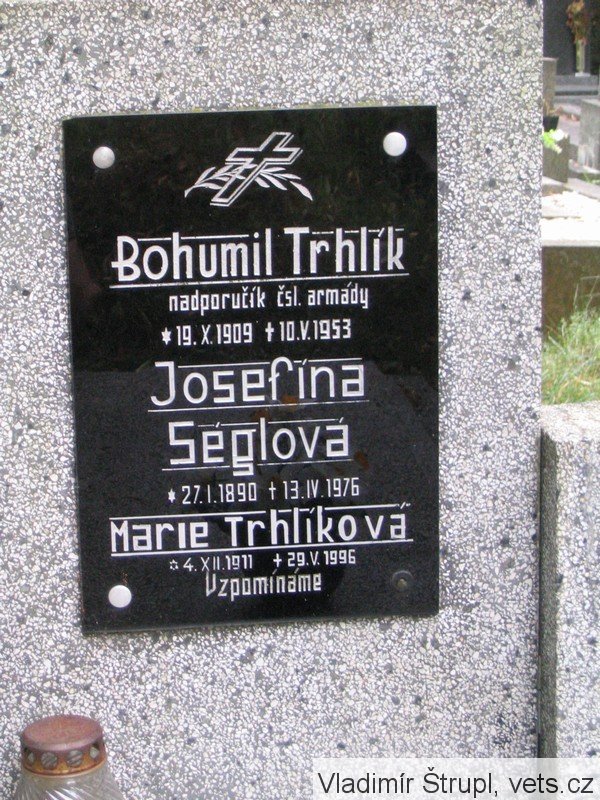 Bohumil Trhlík
nadporučík čsl. armády
* 19. X. 1909 † 10. V. 1953
Josefína
Séglová
* 27. I. 1890 † 13. IV. 1976
Marie Trhlíková
* 4. XII. 1911 † 29. V. 1996
Vzpomínáme
Vladimír Štrupl, vets.cz